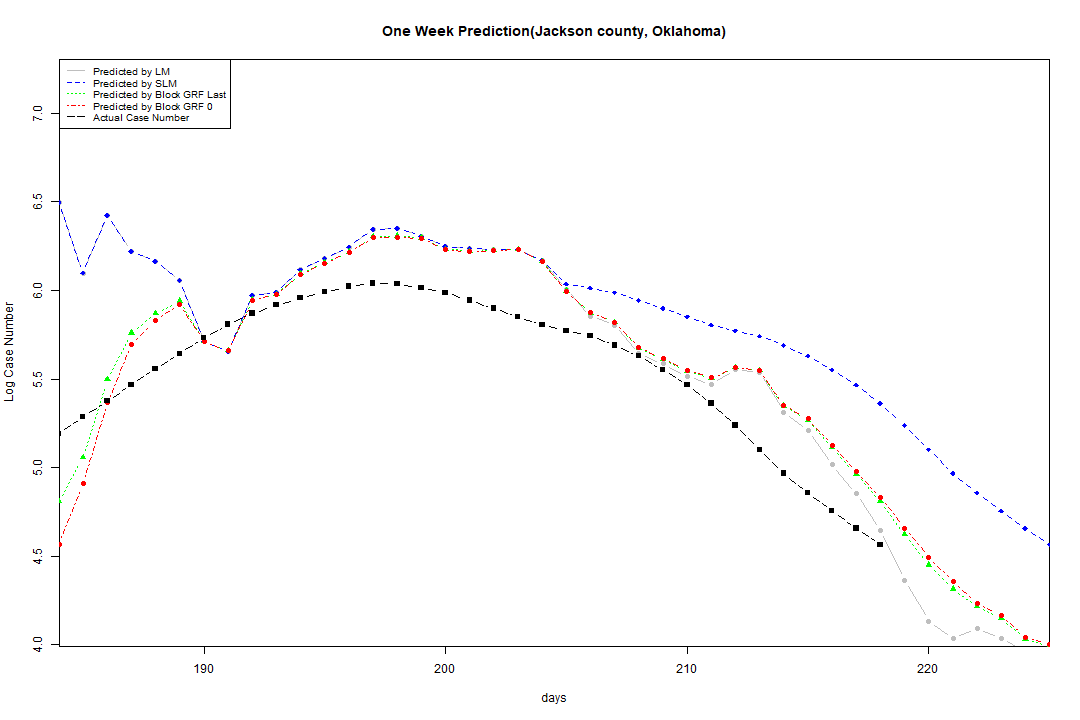 One Week Prediction(Jackson county, Oklahoma)
Predicted by LM
Predicted by SLM
Predicted by Block GRF Last
Predicted by Block GRF 0
Actual Case Number
7.0
6.5
6.0
5.5
5.0
4.5
4.0
Log Case Number
190
200
210
220
days